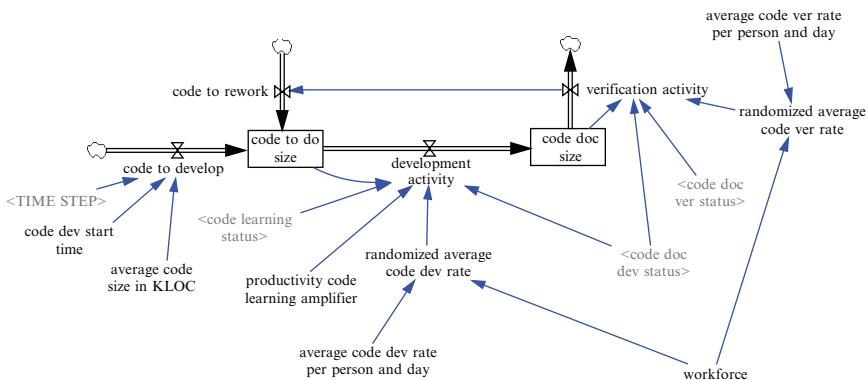 average code ver rate
per person and day
code to rework
verification activity
randomized average
code ver rate
code to do
size
code doc
size
code to develop
development
activity
<TIME STEP>
code dev start
time
<code learning
status>
<code doc
ver status>
average code
size in KLOC
productivity code
learning amplifier
randomized average
code dev rate
<code doc
dev status>
average code dev rate
per person and day
workforce